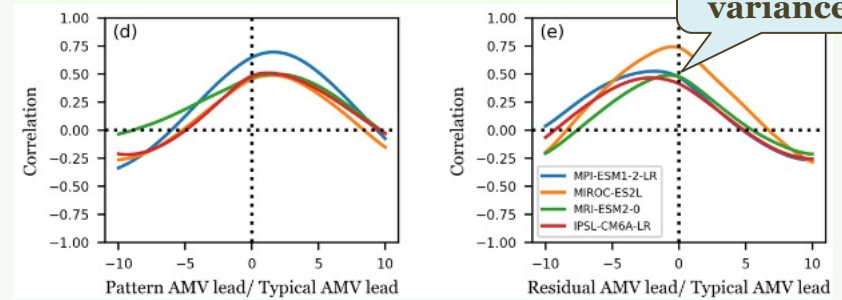 variance
(d)
1.00
0.75
0.50
0.25
0.00
−0.25
−0.50
−0.75
−1.00
Correlation
−10 −5 0 5 10
Pattern AMV lead/ Typical AMV lead
(e)
1.00
0.75
0.50
0.25
0.00
−0.25
−0.50
−0.75
−1.00
Correlation
MPI-ESM1-2-LR
MIROC-ES2L
MRI-ESM2-0
IPSL-CM6A-LR
−10 −5 0 5 10
Residual AMV lead/ Typical AMV lead